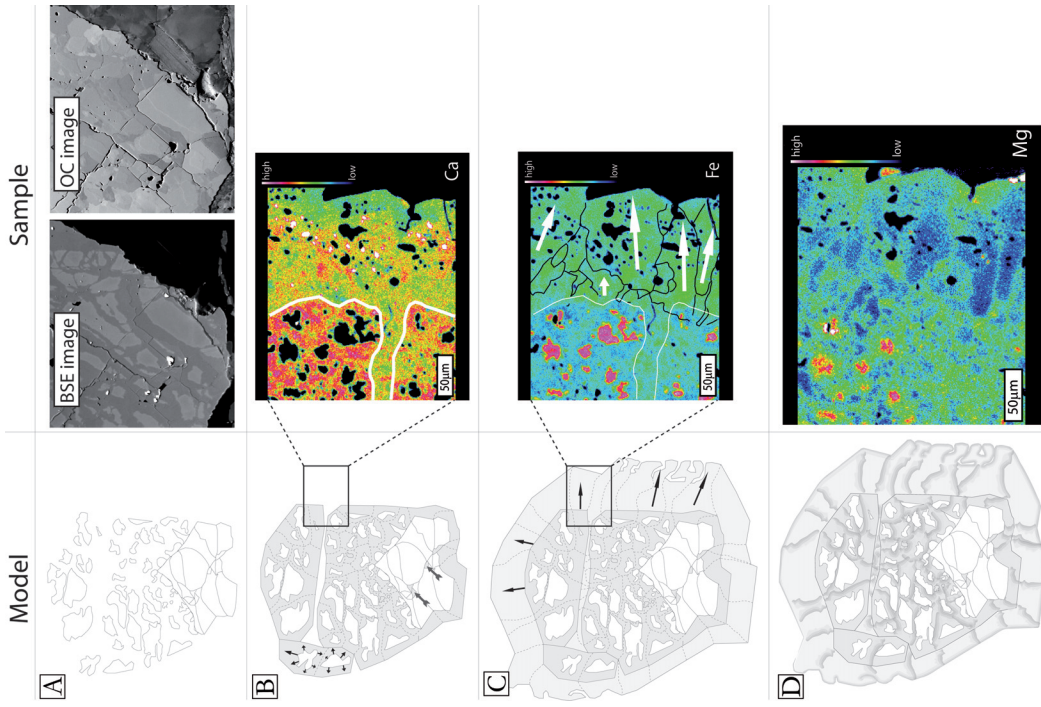 Model
Sample
A
BSE image
OC image
B
high
low
Ca
50µm
C
high
low
Fe
50µm
D
high
low
Mg
50µm